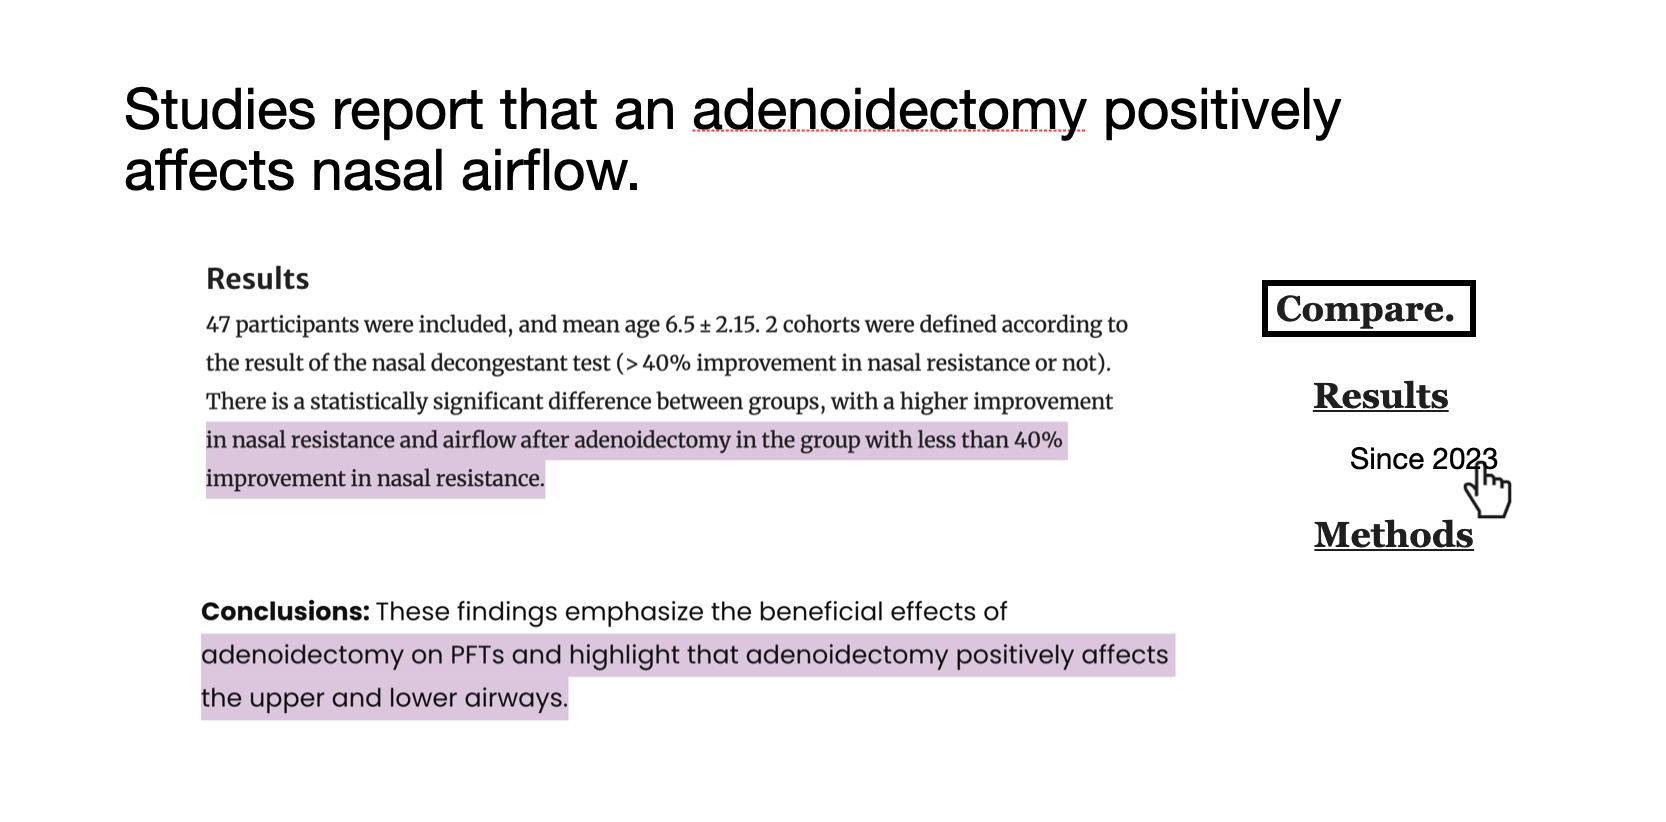 Studies report that an adenoidectomy positively
affects nasal airflow.
Results
47 participants were included, and mean age 6.5 ± 2.15. 2 cohorts were defined according to
the result of the nasal decongestant test (> 40% improvement in nasal resistance or not).
There is a statistically significant difference between groups, with a higher improvement
in nasal resistance and airflow after adenoidectomy in the group with less than 40%
improvement in nasal resistance.
Conclusions: These findings emphasize the beneficial effects of
adenoidectomy on PFTs and highlight that adenoidectomy positively affects
the upper and lower airways.
Compare.
Results
Since 2023
Methods